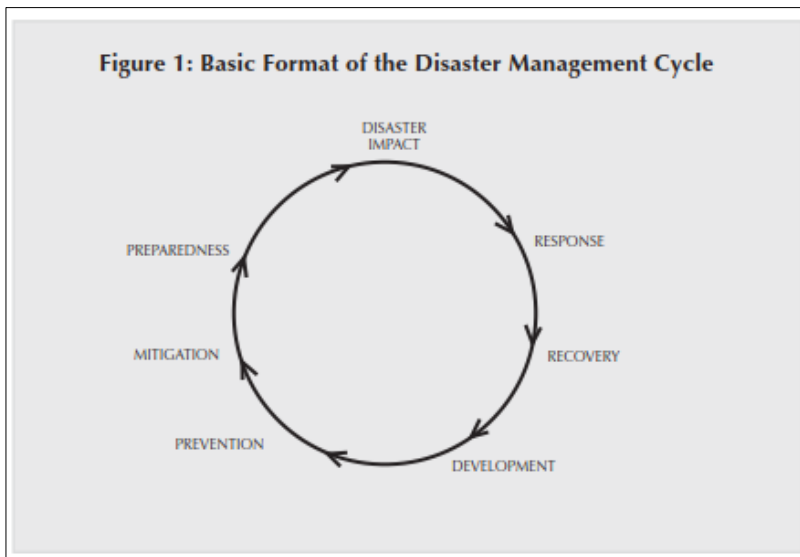 Figure 1: Basic Format of the Disaster Management Cycle
DISASTER
IMPACT
RESPONSE
RECOVERY
DEVELOPMENT
PREVENTION
MITIGATION
PREPAREDNESS